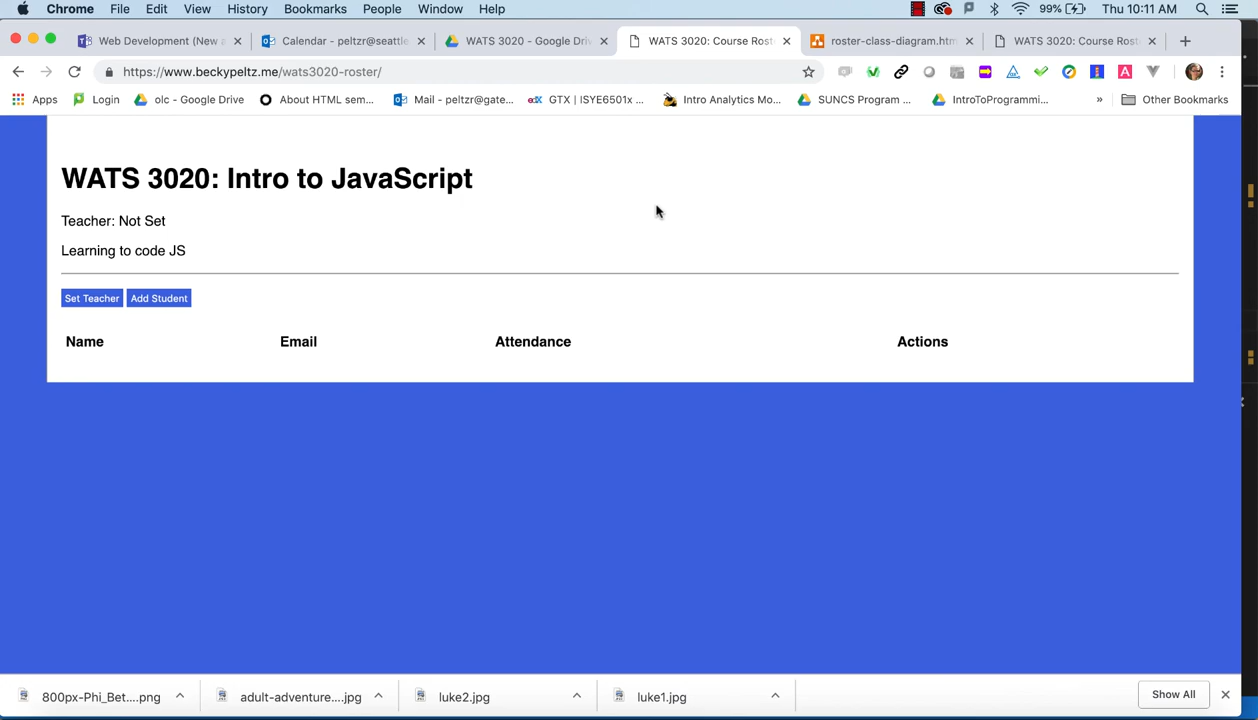 Chrome File Edit View History Bookmarks People Window Help 99% Thu 10:11 AM
Web Development (New a Calendar - peltzr@seattle WATS 3020 - Google Driv WATS 3020: Course Rost roster-class-diagram.htm WATS 3020: Course Rost
https://www.beckypeltz.me/wats3020-roster/
Apps Login olc - Google Drive About HTML sem... Mail - peltzr@gate... GTX | ISYE6501x ... Intro Analytics Mo... SUNCS Program ... IntroToProgrammi... » Other Bookmarks
WATS 3020: Intro to JavaScript
Teacher: Not Set
Learning to code JS
Set Teacher Add Student
Name Email Attendance Actions
800px-Phi_Bet....png adult-adventure....jpg luke2.jpg luke1.jpg Show All